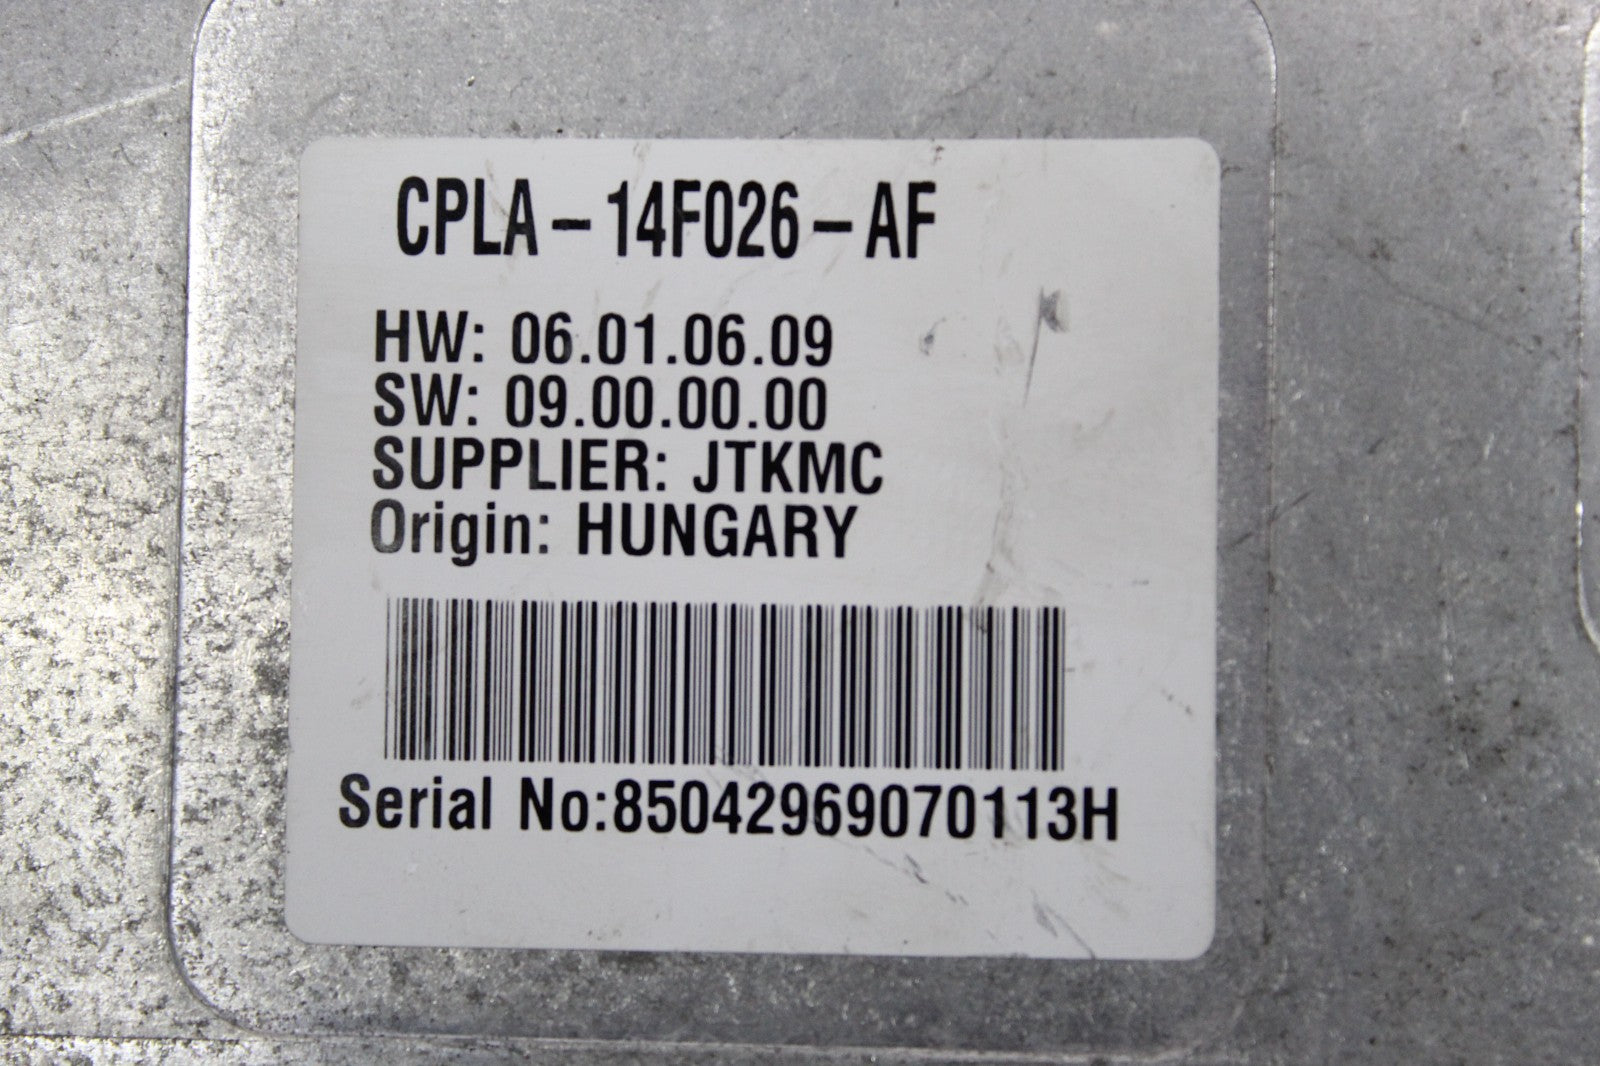 CPLA-14F026-AF
HW: 06.01.06.09
SW: 09.00.00.00
SUPPLIER: JTKMC
Origin: HUNGARY
Serial No:85042969070113H